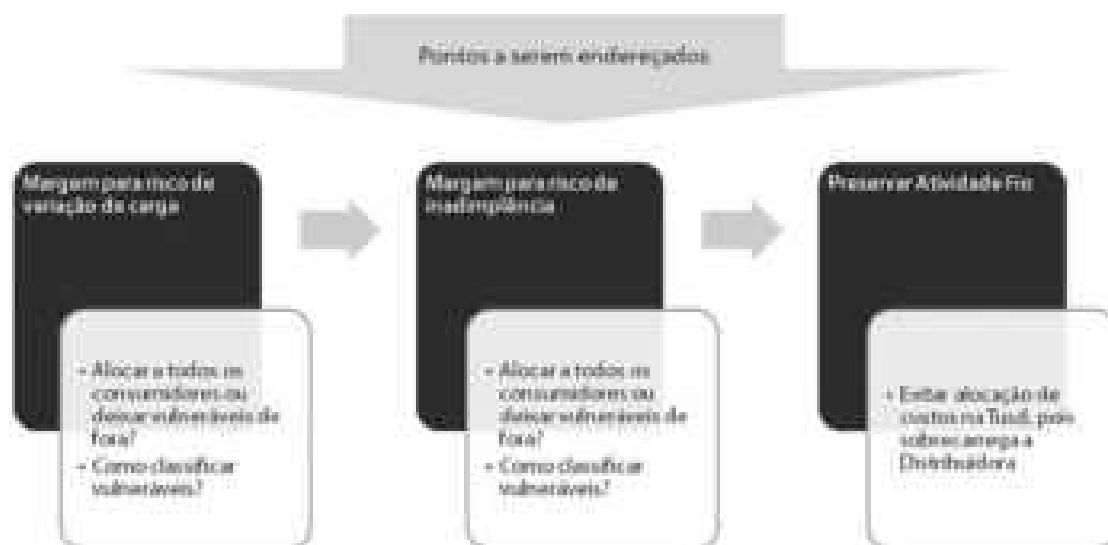 Pontos a serem endereçados
Margem para risco de
variação de carga
Margem para risco de
inadimplência
Preservar Atividade Fio
• Alocar a todos os
consumidores ou
deixar vulneráveis de
fora?
• Como classificar
vulneráveis?
• Alocar a todos os
consumidores ou
deixar vulneráveis de
fora?
• Como classificar
vulneráveis?
• Evitar alocação de
custos na Tusd, pois
sobrecarrega a
Distribuidora